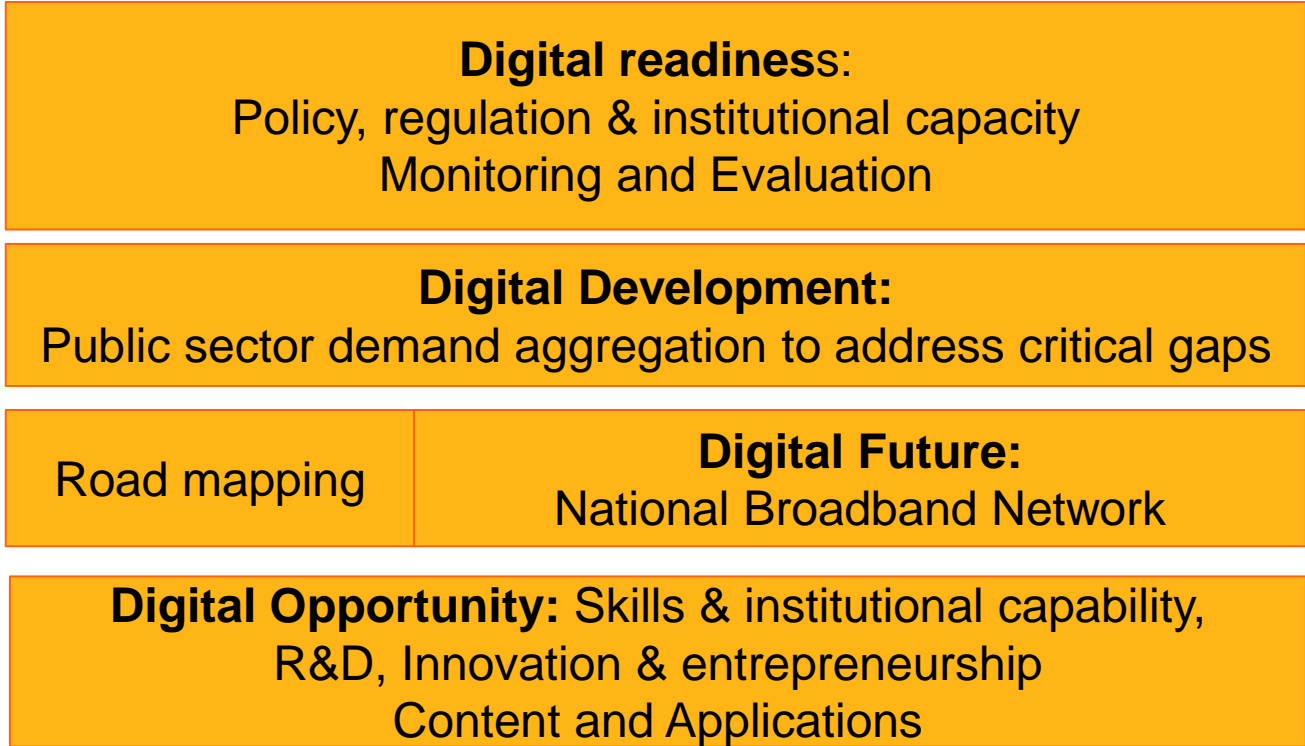 Digital readiness:
Policy, regulation & institutional capacity
Monitoring and Evaluation
Digital Development:
Public sector demand aggregation to address critical gaps
Road mapping
Digital Future:
National Broadband Network
Digital Opportunity: Skills & institutional capability,
R&D, Innovation & entrepreneurship
Content and Applications